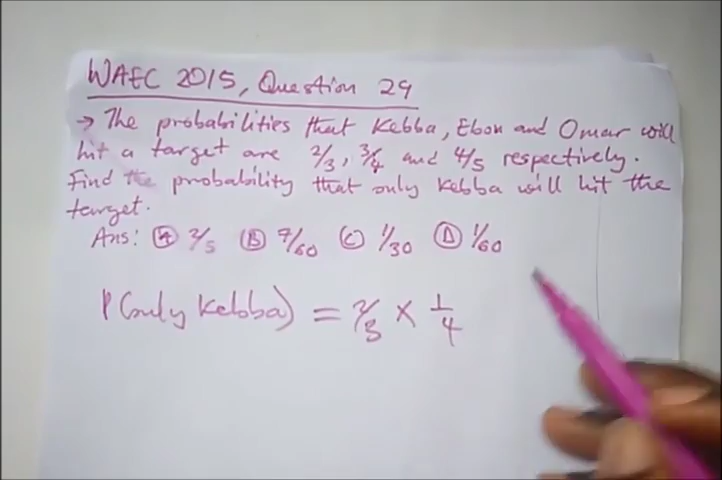 WAEC 2015, Question 29
→ The probabilities that Kebba, Ebou and Omar will
hit a target are 2/3, 3/4 and 4/5 respectively.
Find the probability that only Kebba will hit the
target.
Ans: Ⓐ 2/5 Ⓑ 7/60 Ⓒ 1/30 Ⓓ 1/60
P(only Kebba) = 2/3 × 1/4